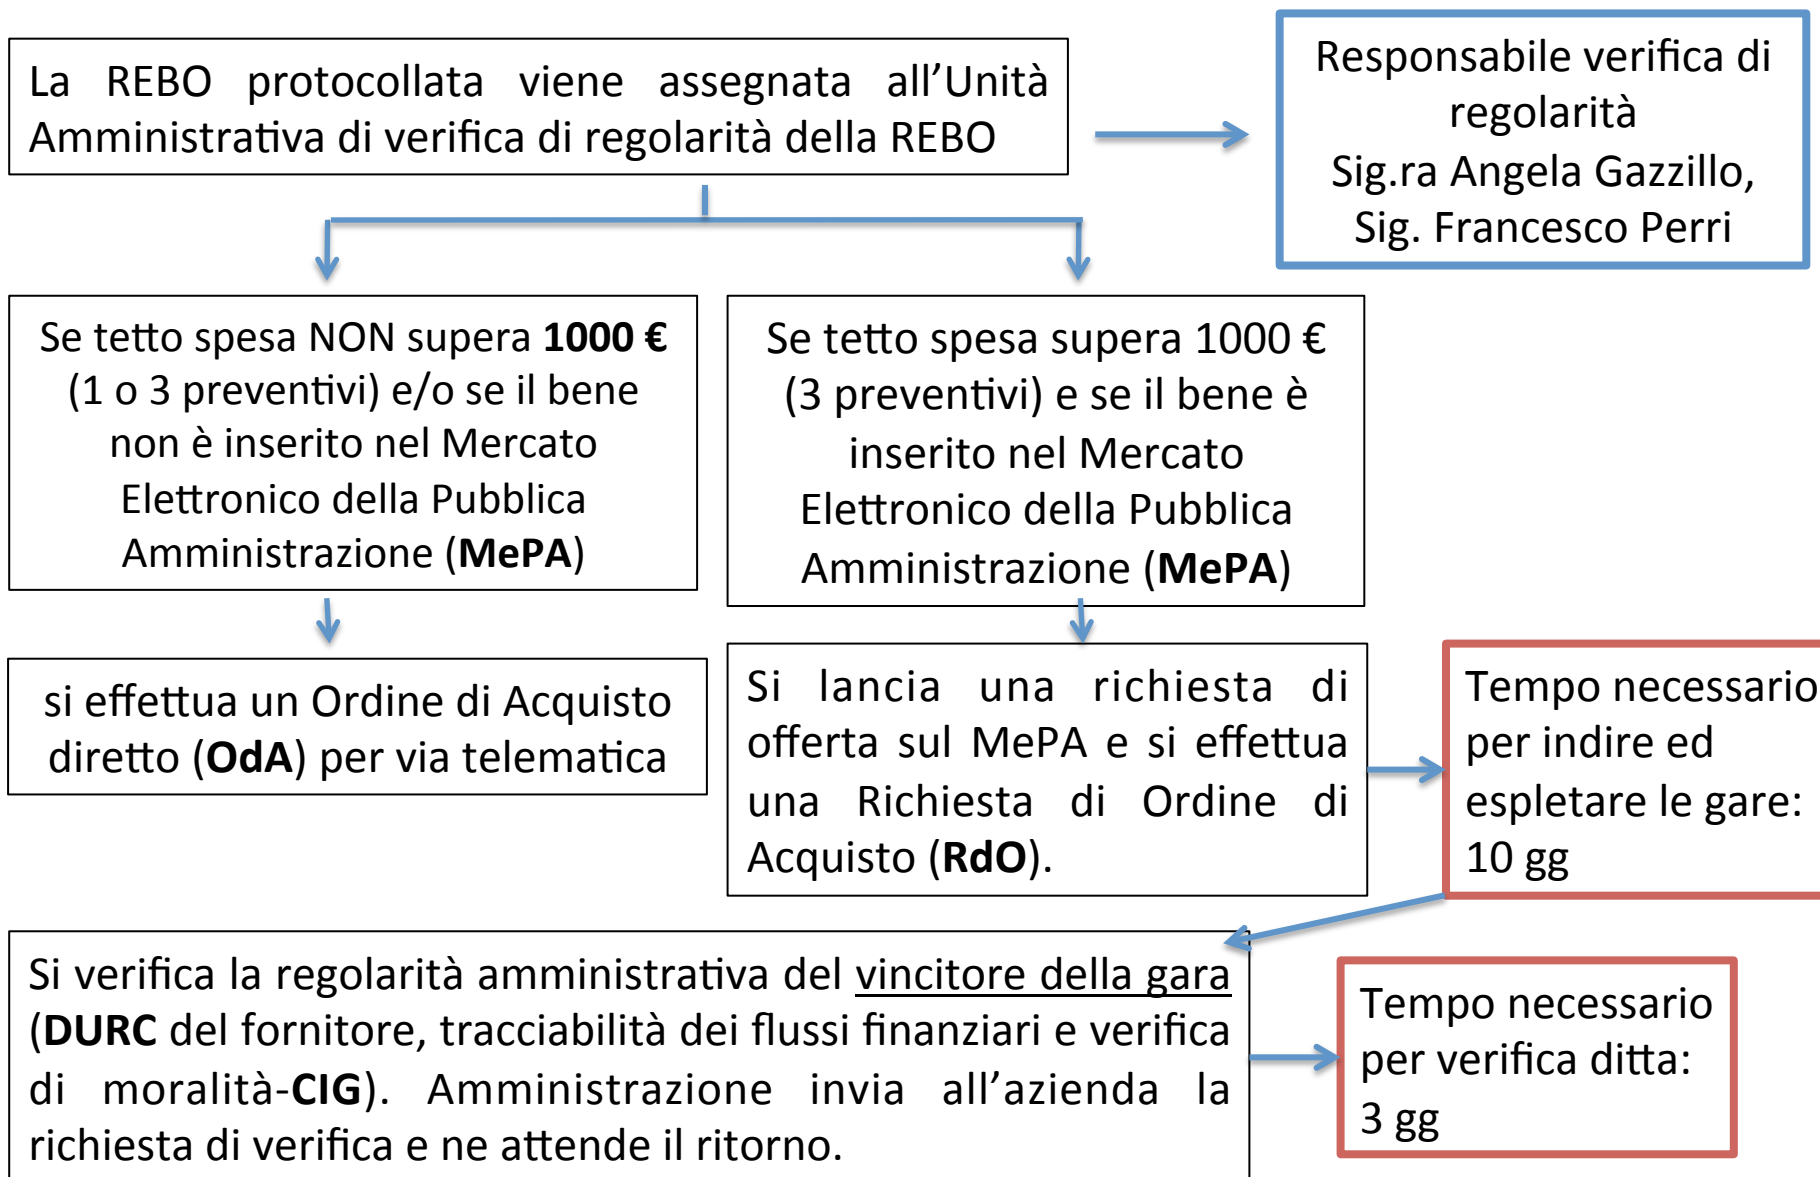 La REBO protocollata viene assegnata all’Unità
Amministrativa di verifica di regolarità della REBO
Responsabile verifica di
regolarità
Sig.ra Angela Gazzillo,
Sig. Francesco Perri
Se tetto spesa NON supera 1000 €
(1 o 3 preventivi) e/o se il bene
non è inserito nel Mercato
Elettronico della Pubblica
Amministrazione (MePA)
Se tetto spesa supera 1000 €
(3 preventivi) e se il bene è
inserito nel Mercato
Elettronico della Pubblica
Amministrazione (MePA)
si effettua un Ordine di Acquisto
diretto (OdA) per via telematica
Si lancia una richiesta di
offerta sul MePA e si effettua
una Richiesta di Ordine di
Acquisto (RdO).
Tempo necessario
per indire ed
espletare le gare:
10 gg
Si verifica la regolarità amministrativa del vincitore della gara
(DURC del fornitore, tracciabilità dei flussi finanziari e verifica
di moralità-CIG). Amministrazione invia all’azienda la
richiesta di verifica e ne attende il ritorno.
Tempo necessario
per verifica ditta:
3 gg